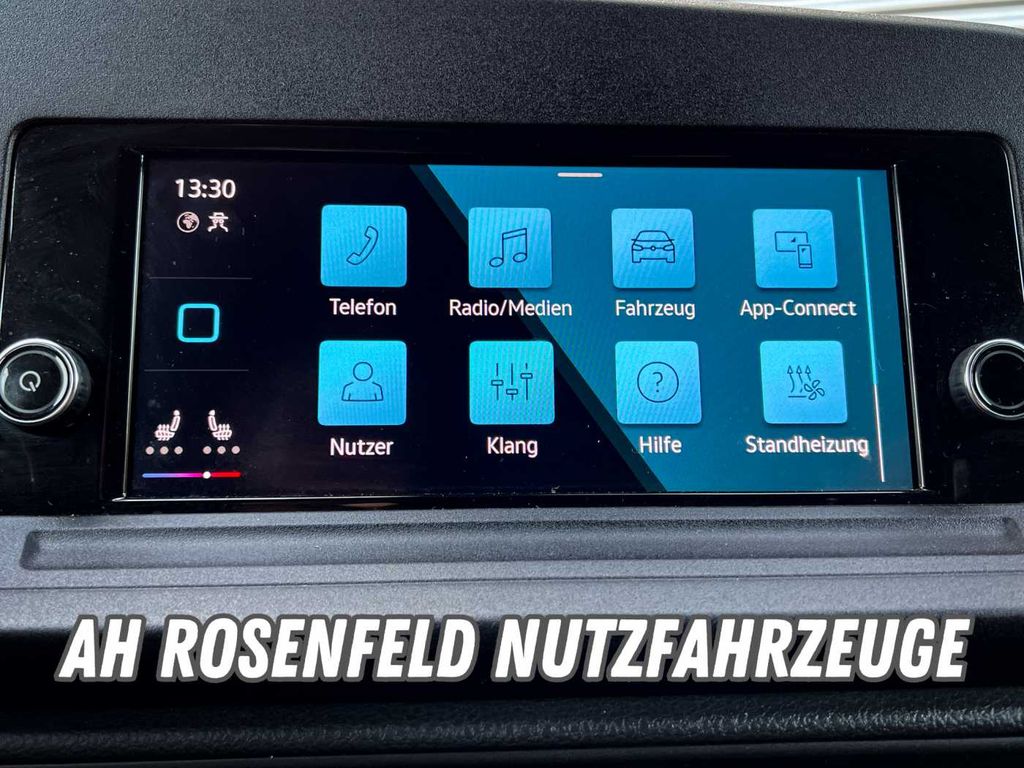 13:30
Telefon Radio/Medien Fahrzeug App-Connect
Nutzer Klang Hilfe Standheizung
AH ROSENFELD NUTZFAHRZEUGE